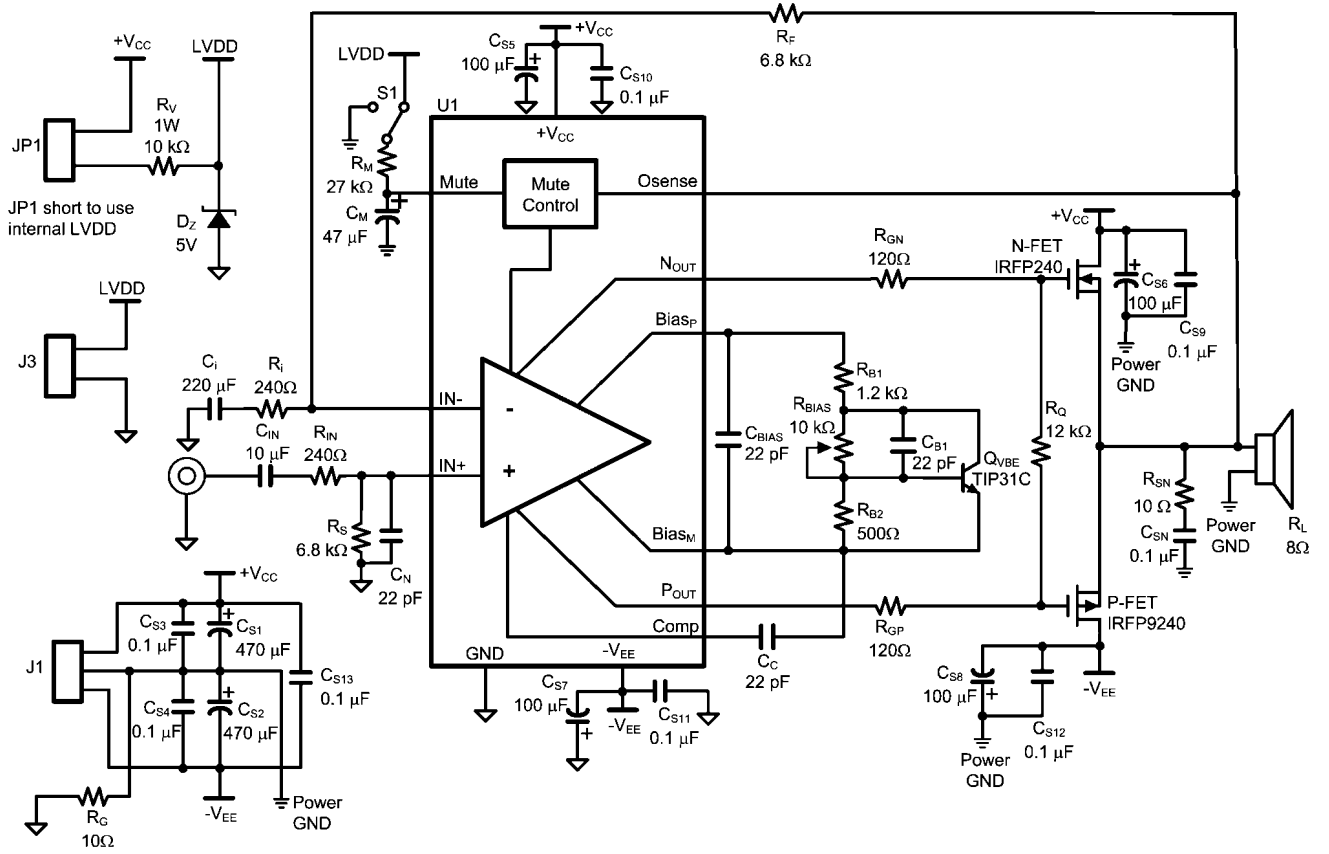 +VCC
LVDD
RV
1W
10 kΩ
JP1
JP1 short to use
internal LVDD
DZ
5V
LVDD
J3
Ci
220 µF
Ri
240Ω
CIN
10 µF
RIN
240Ω
RS
6.8 kΩ
CN
22 pF
+VCC
CS3
0.1 µF
CS1
470 µF
J1
CS13
0.1 µF
CS4
0.1 µF
CS2
470 µF
-VEE
Power
GND
RG
10Ω
LVDD
S1
RM
27 kΩ
CM
47 µF
CS5
100 µF
+
+VCC
CS10
0.1 µF
U1
+VCC
Mute
Mute
Control
Osense
NOUT
BiasP
IN-
-
IN+
+
BiasM
POUT
Comp
GND
-VEE
CS7
100 µF
+
-VEE
CS11
0.1 µF
CC
22 pF
RF
6.8 kΩ
RGN
120Ω
CBIAS
22 pF
RB1
1.2 kΩ
RBIAS
10 kΩ
CB1
22 pF
QVBE
TIP31C
RB2
500Ω
RGP
120Ω
RQ
12 kΩ
+VCC
N-FET
IRFP240
+
CS6
100 µF
CS9
0.1 µF
Power
GND
RSN
10 Ω
CSN
0.1 µF
Power
GND
RL
8Ω
P-FET
IRFP9240
CS8
100 µF
+
CS12
0.1 µF
-VEE
Power
GND